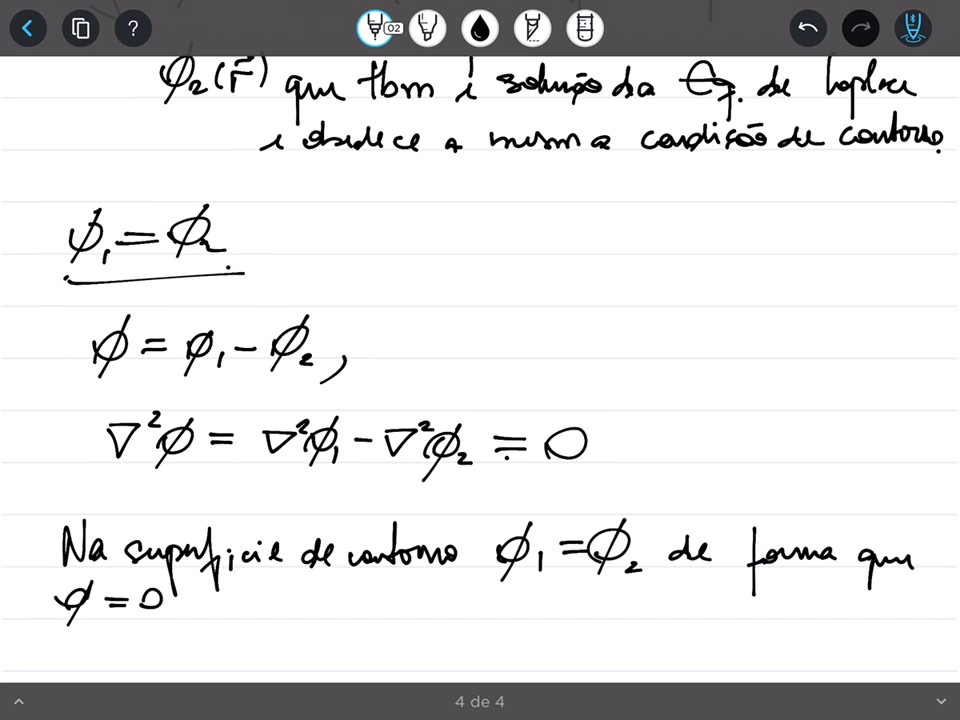 ?
02
φ₂(r⃗) que tbm é solução da Eq. de Laplace
e obedece a mesma condição de contorno.
φ₁ = φ₂
φ = φ₁ - φ₂,
∇²φ = ∇²φ₁ - ∇²φ₂ = 0
Na superfície de contorno φ₁ = φ₂ de forma que
φ = 0
4 de 4